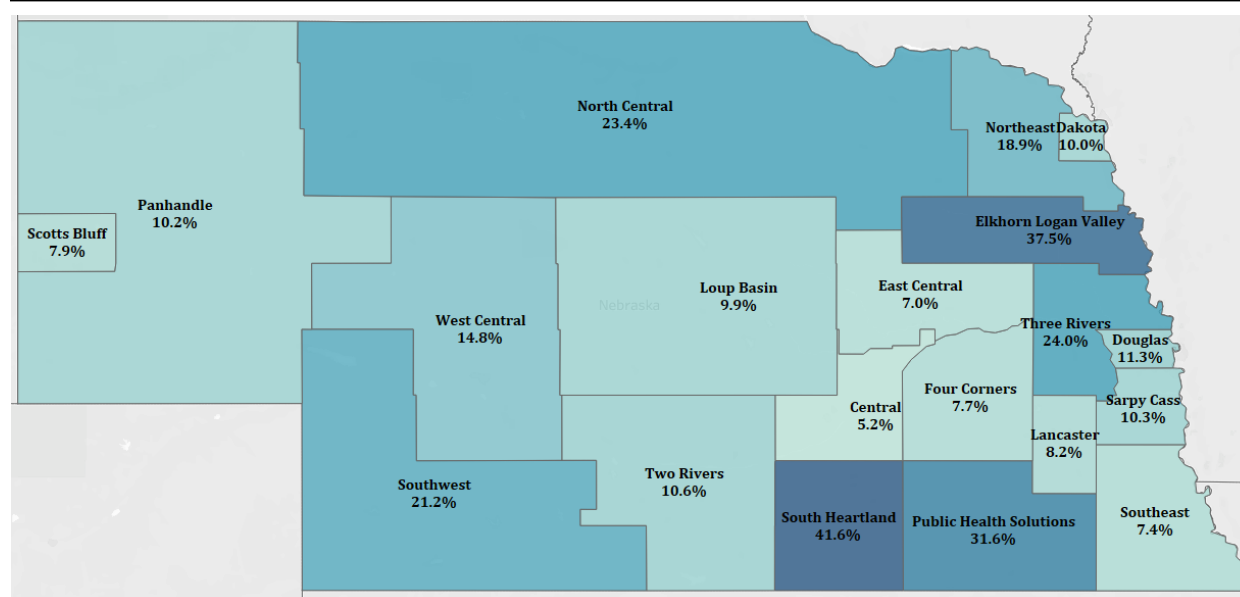 North Central
23.4%
Northeast
18.9%
Dakota
10.0%
Panhandle
10.2%
Scotts Bluff
7.9%
Elkhorn Logan Valley
37.5%
Loup Basin
9.9%
Nebraska
East Central
7.0%
West Central
14.8%
Three Rivers
24.0%
Douglas
11.3%
Four Corners
7.7%
Central
5.2%
Sarpy Cass
10.3%
Lancaster
8.2%
Two Rivers
10.6%
Southwest
21.2%
South Heartland
41.6%
Public Health Solutions
31.6%
Southeast
7.4%